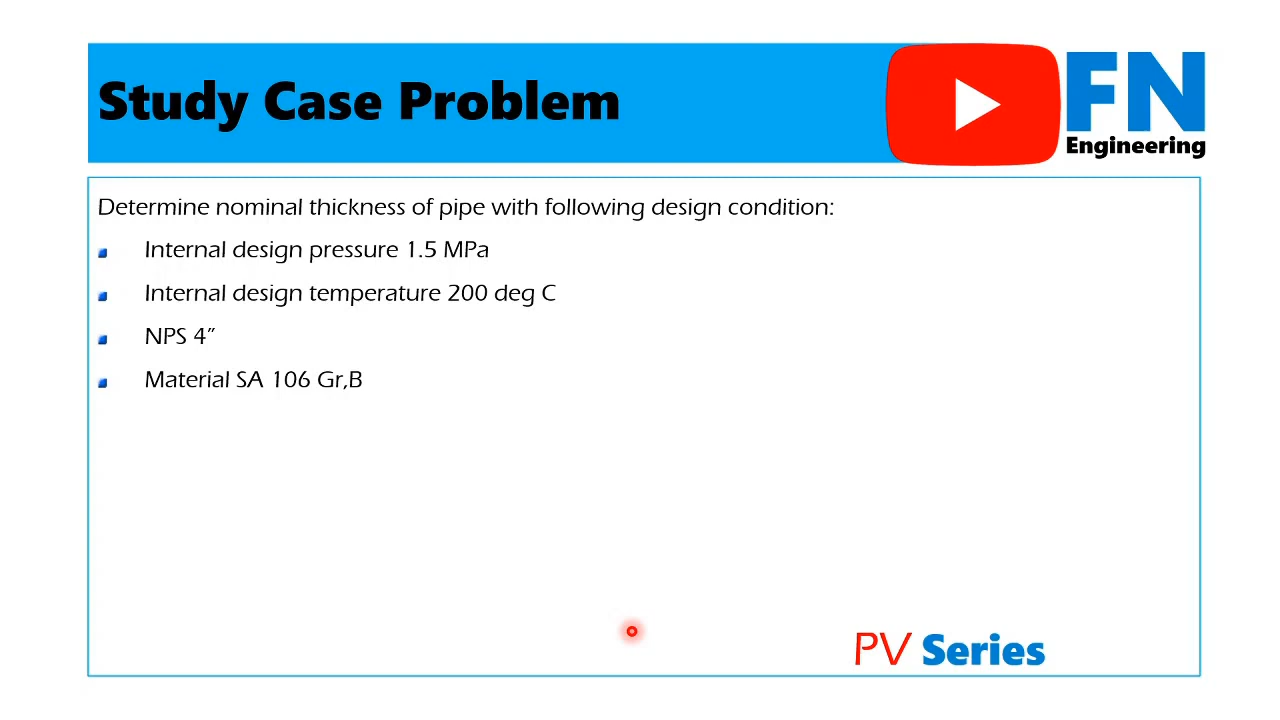 Study Case Problem
FN
Engineering
Determine nominal thickness of pipe with following design condition:
Internal design pressure 1.5 MPa
Internal design temperature 200 deg C
NPS 4”
Material SA 106 Gr,B
PV Series